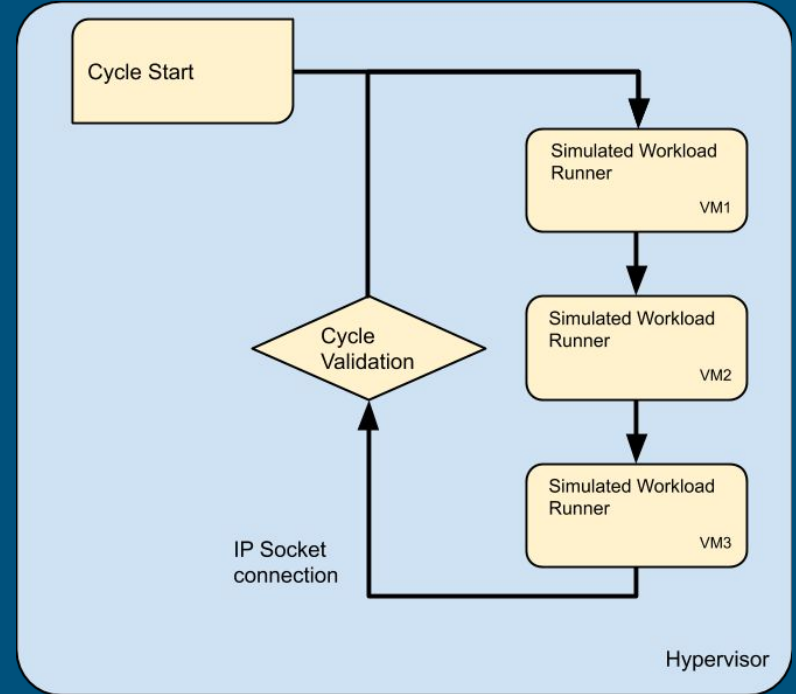 Cycle Start
Simulated Workload
Runner
VM1
Simulated Workload
Runner
VM2
Cycle
Validation
Simulated Workload
Runner
VM3
IP Socket
connection
Hypervisor